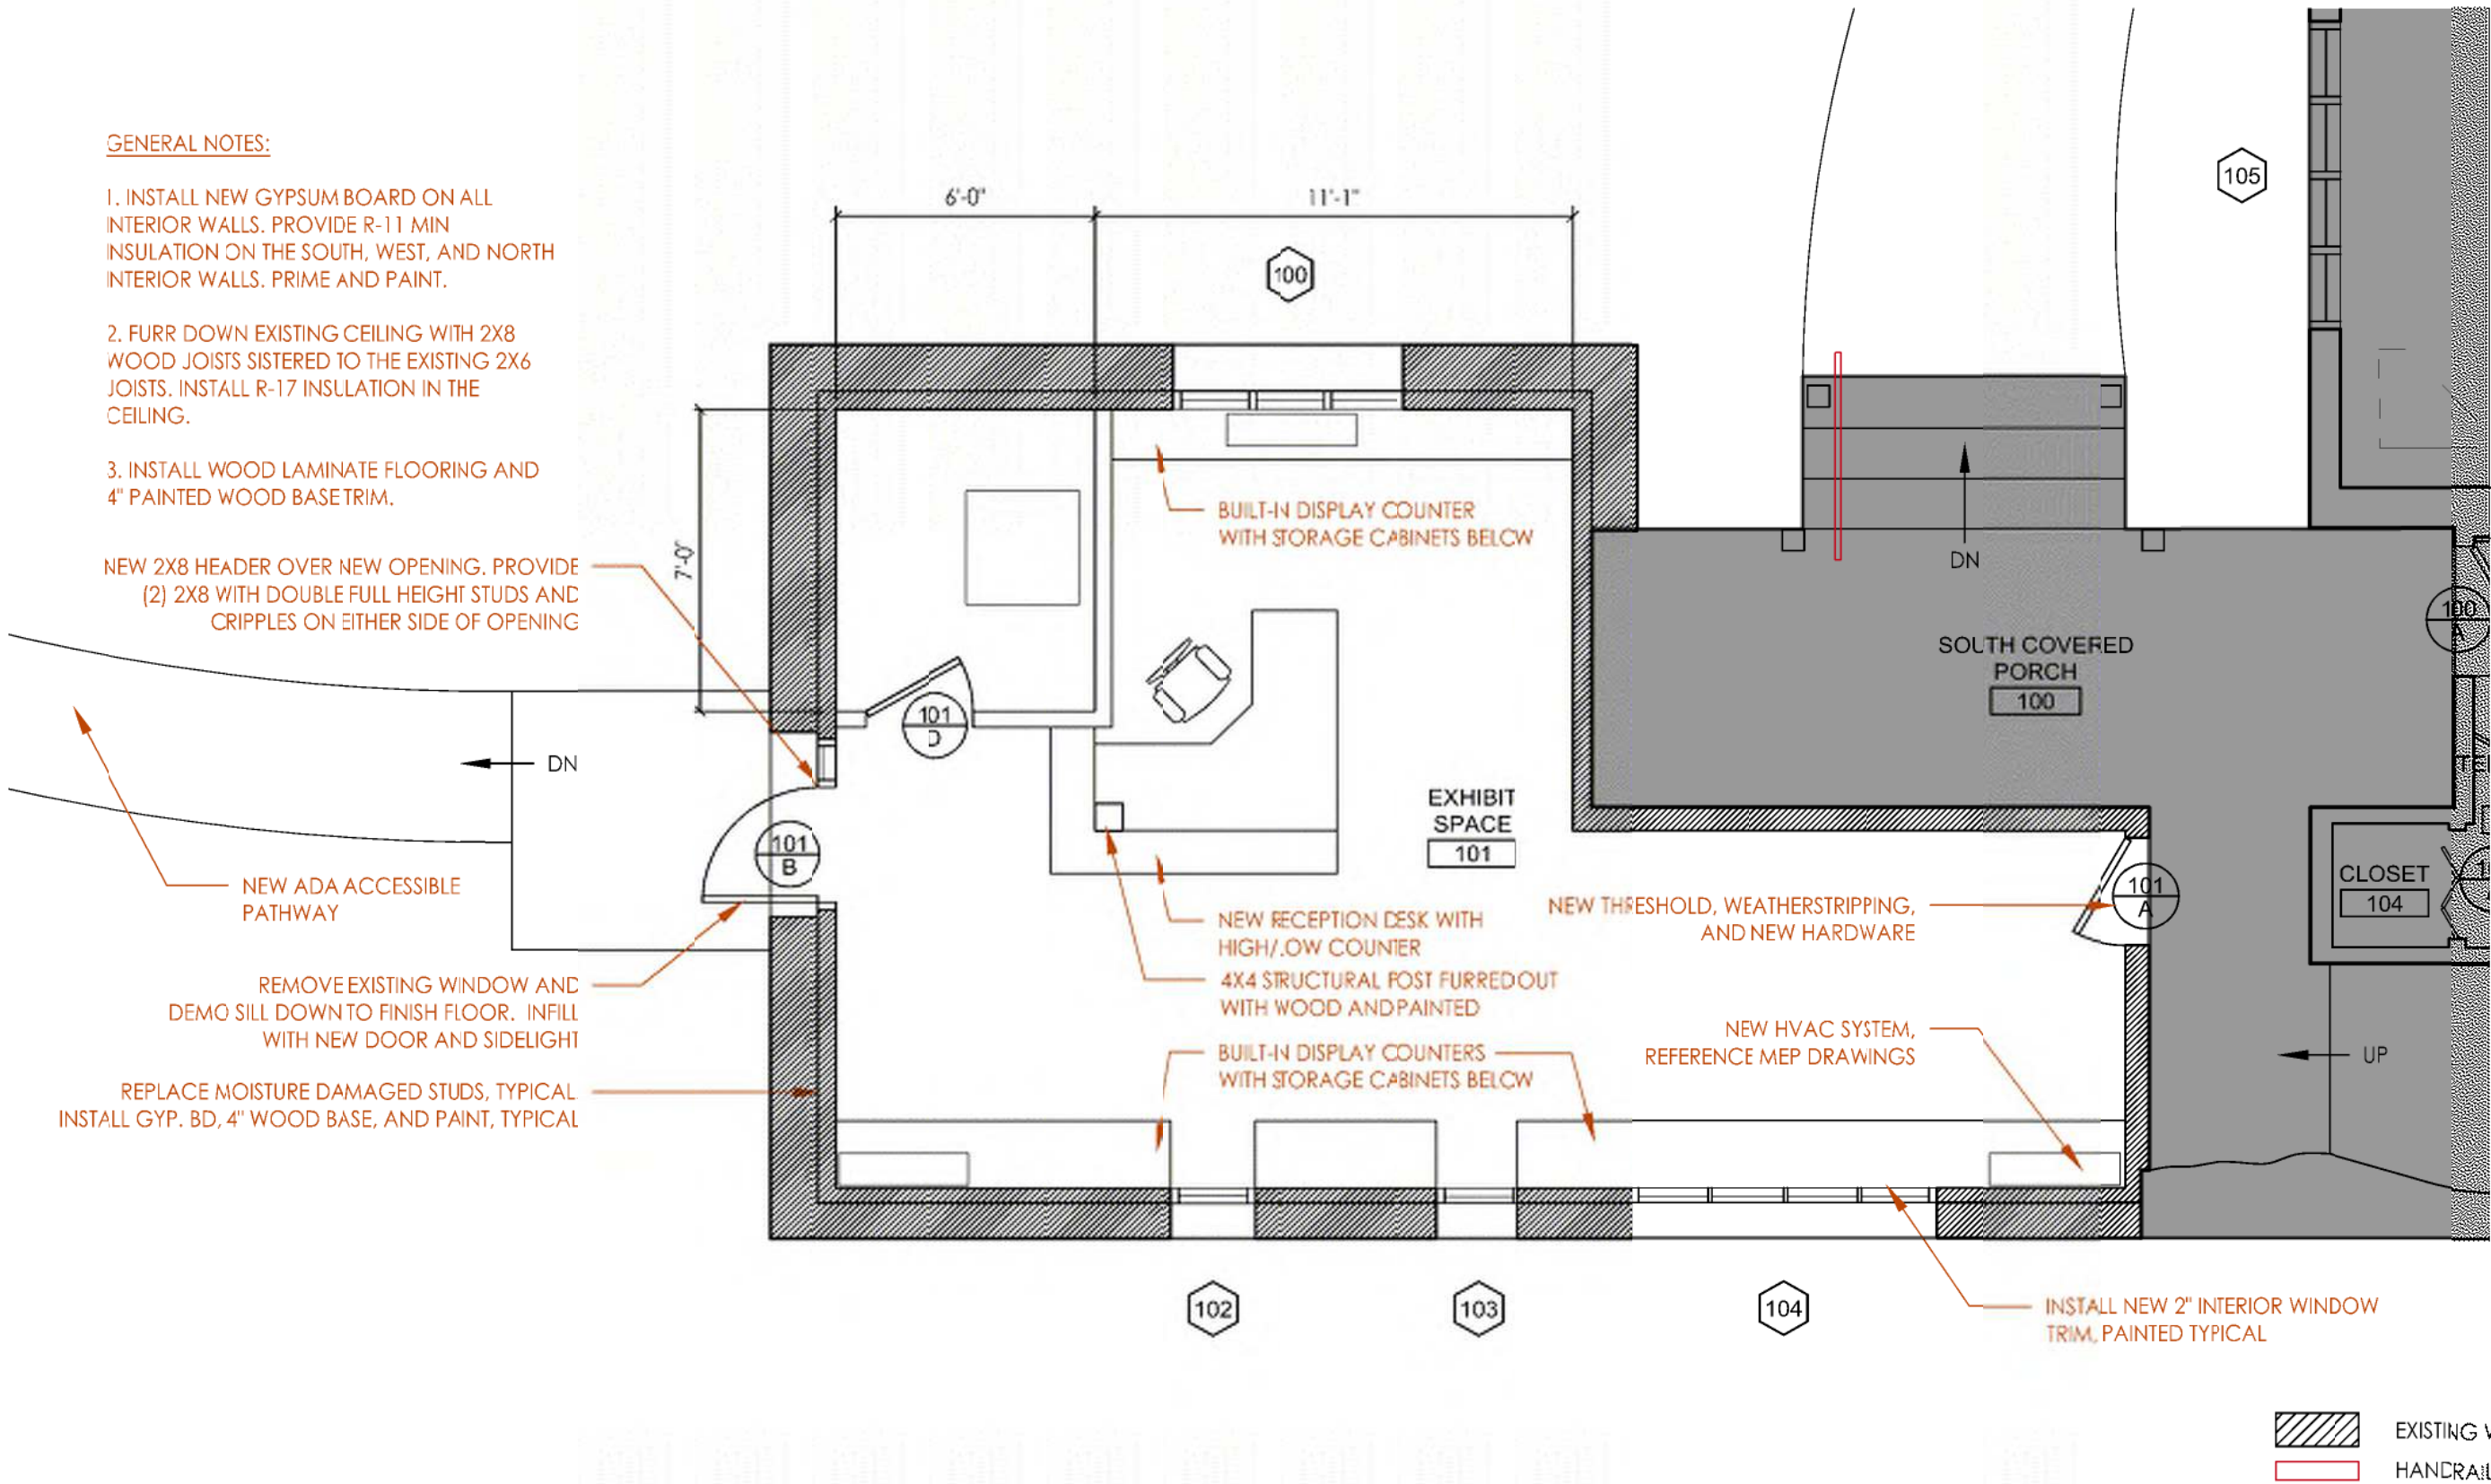 GENERAL NOTES:
1. INSTALL NEW GYPSUM BOARD ON ALL
INTERIOR WALLS. PROVIDE R-11 MIN
INSULATION ON THE SOUTH, WEST, AND NORTH
INTERIOR WALLS. PRIME AND PAINT.
2. FURR DOWN EXISTING CEILING WITH 2X8
WOOD JOISTS SISTERED TO THE EXISTING 2X6
JOISTS. INSTALL R-17 INSULATION IN THE
CEILING.
3. INSTALL WOOD LAMINATE FLOORING AND
4" PAINTED WOOD BASE TRIM.
NEW 2X8 HEADER OVER NEW OPENING. PROVIDE
(2) 2X8 WITH DOUBLE FULL HEIGHT STUDS AND
CRIPPLES ON EITHER SIDE OF OPENING
DN
NEW ADA ACCESSIBLE
PATHWAY
REMOVE EXISTING WINDOW AND
DEMO SILL DOWN TO FINISH FLOOR. INFILL
WITH NEW DOOR AND SIDELIGHT
REPLACE MOISTURE DAMAGED STUDS, TYPICAL
INSTALL GYP. BD, 4" WOOD BASE, AND PAINT, TYPICAL
6'-0"
11'-1"
7'-0"
100
105
BUILT-IN DISPLAY COUNTER
WITH STORAGE CABINETS BELOW
101
D
101
B
EXHIBIT
SPACE
101
NEW RECEPTION DESK WITH
HIGH/LOW COUNTER
4X4 STRUCTURAL POST FURRED OUT
WITH WOOD AND PAINTED
BUILT-IN DISPLAY COUNTERS
WITH STORAGE CABINETS BELOW
DN
SOUTH COVERED
PORCH
100
100
A
NEW THRESHOLD, WEATHERSTRIPPING,
AND NEW HARDWARE
101
A
CLOSET
104
NEW HVAC SYSTEM,
REFERENCE MEP DRAWINGS
UP
102
103
104
INSTALL NEW 2" INTERIOR WINDOW
TRIM, PAINTED TYPICAL
EXISTING